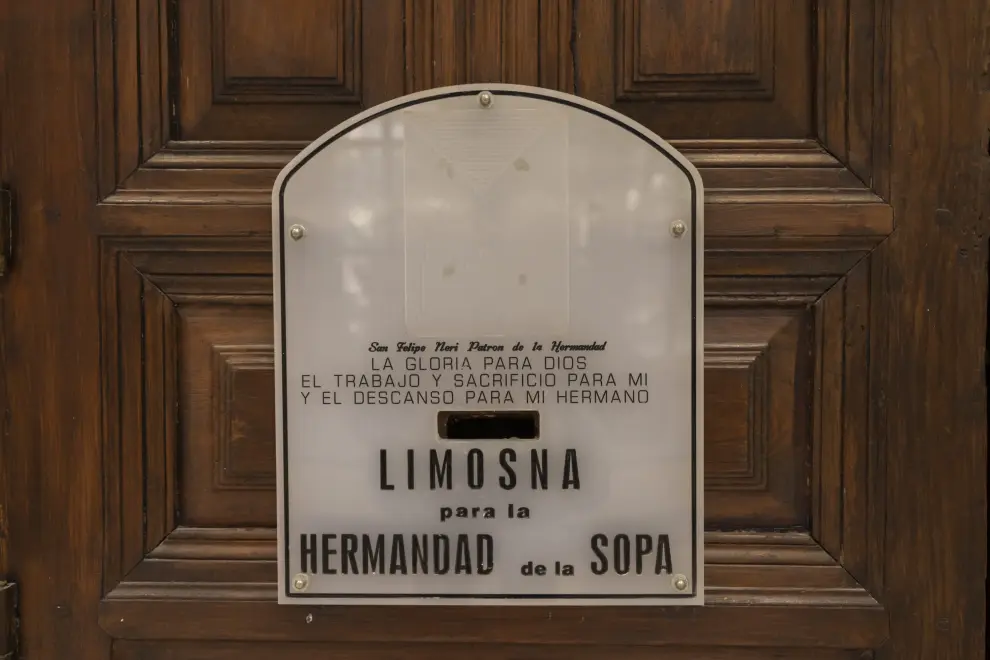 San Felipe Neri Patron de la Hermandad
LA GLORIA PARA DIOS
EL TRABAJO Y SACRIFICIO PARA MI
Y EL DESCANSO PARA MI HERMANO
LIMOSNA
para la
HERMANDAD de la SOPA